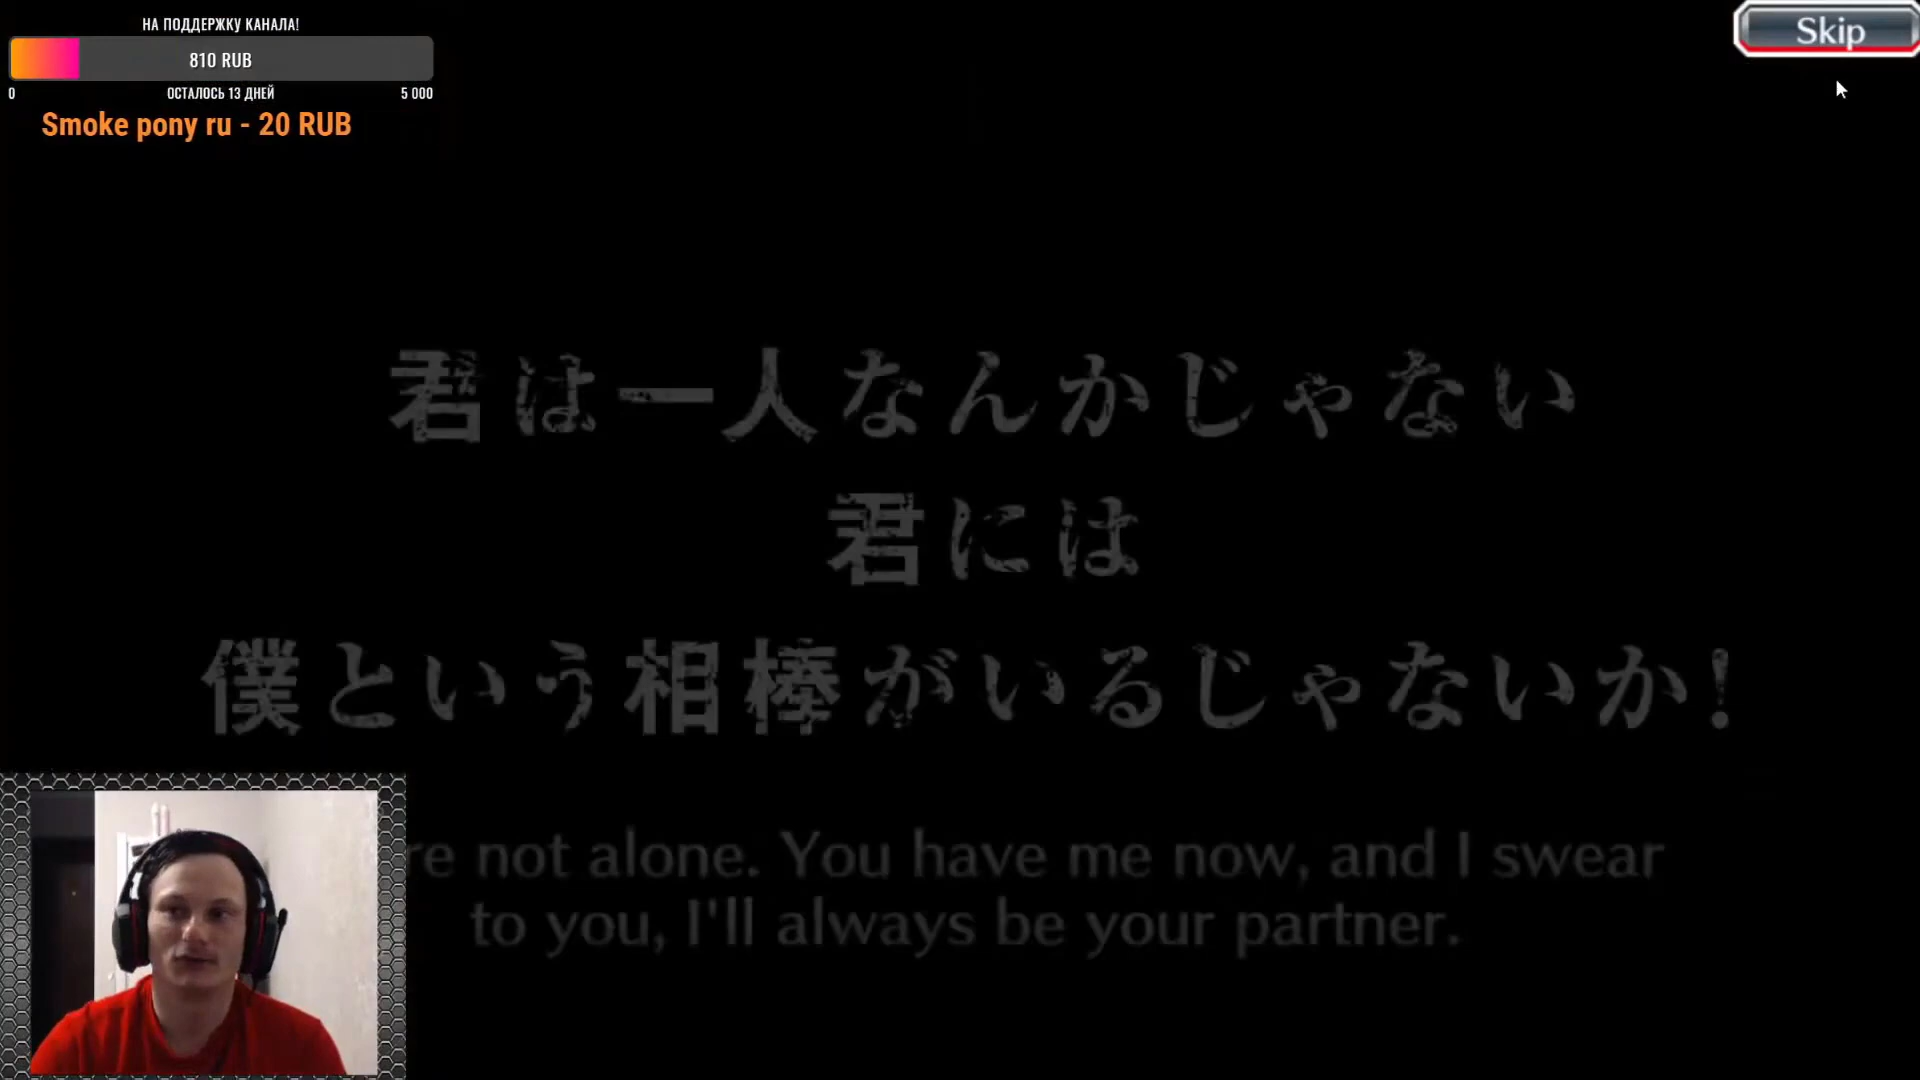 НА ПОДДЕРЖКУ КАНАЛА!
810 RUB
0 ОСТАЛОСЬ 13 ДНЕЙ 5 000
Smoke pony ru - 20 RUB
Skip
君は一人なんかじゃない
君には
僕という相棒がいるじゃないか!
re not alone. You have me now, and I swear
to you, I'll always be your partner.